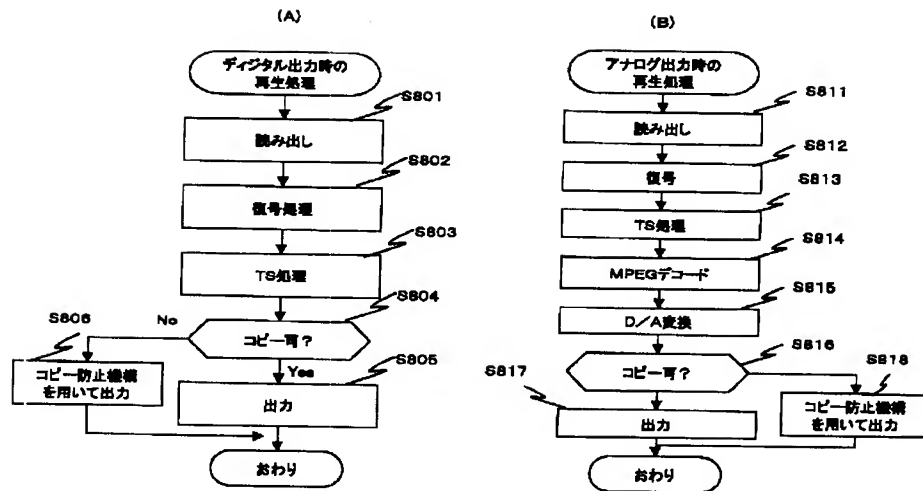 (A)
ディジタル出力時の
再生処理
S801
読み出し
S802
復号処理
S803
TS処理
S804
コピー可？
No
Yes
S806
コピー防止機構
を用いて出力
S805
出力
おわり
(B)
アナログ出力時の
再生処理
S811
読み出し
S812
復号
S813
TS処理
S814
MPEGデコード
S815
D／A変換
S816
コピー可？
S817
出力
S818
コピー防止機構
を用いて出力
おわり